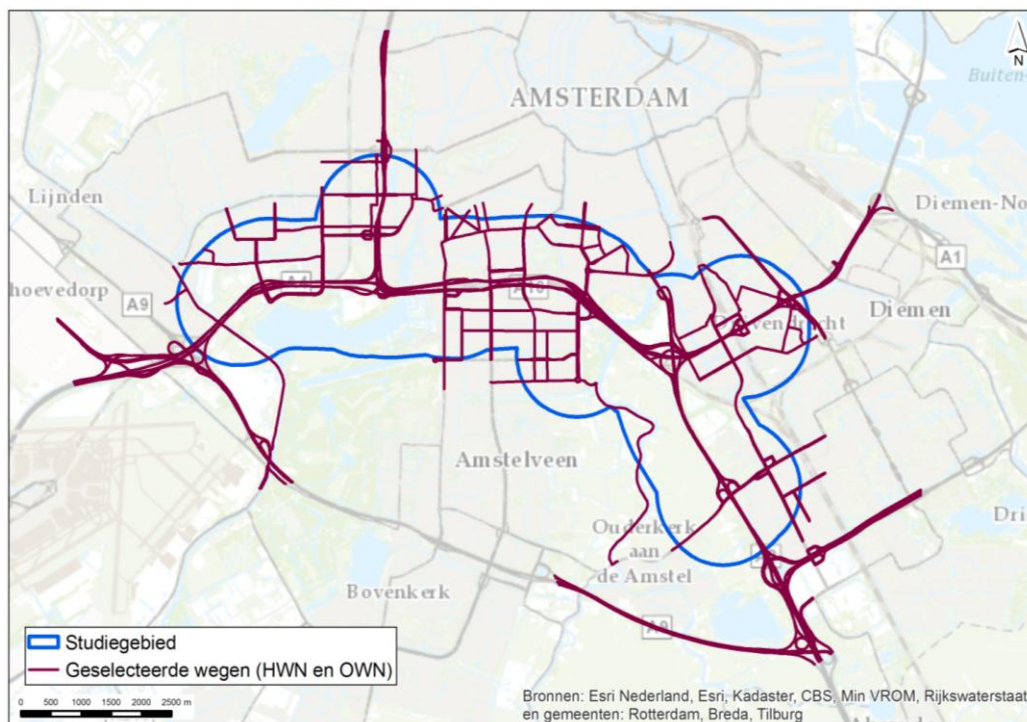 N
AMSTERDAM
Buiten-
Lijnden
Diemen-No
A1
A4
hoevedorp
A9
A10
Duivendrecht
Diemen
Amstelveen
Ouderkerk
aan
de Amstel
Dri
Bovenkerk
A9
Studiegebied
Geselecteerde wegen (HWN en OWN)
0 500 1000 1500 2000 2500 m
Bronnen: Esri Nederland, Esri, Kadaster, CBS, Min VROM, Rijkswaterstaat
en gemeenten: Rotterdam, Breda, Tilburg